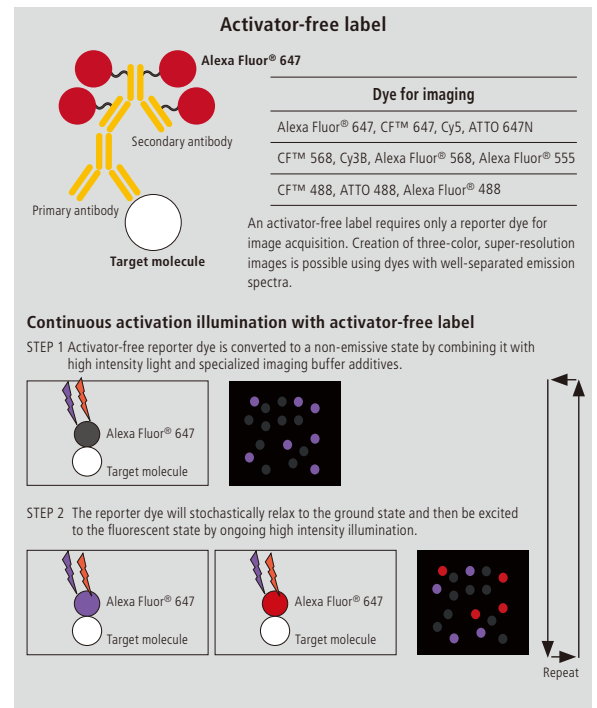 Activator-free label
Alexa Fluor® 647
Secondary antibody
Primary antibody
Target molecule
Dye for imaging
Alexa Fluor® 647, CF™ 647, Cy5, ATTO 647N
CF™ 568, Cy3B, Alexa Fluor® 568, Alexa Fluor® 555
CF™ 488, ATTO 488, Alexa Fluor® 488
An activator-free label requires only a reporter dye for
image acquisition. Creation of three-color, super-resolution
images is possible using dyes with well-separated emission
spectra.
Continuous activation illumination with activator-free label
STEP 1 Activator-free reporter dye is converted to a non-emissive state by combining it with
high intensity light and specialized imaging buffer additives.
Alexa Fluor® 647
Target molecule
STEP 2 The reporter dye will stochastically relax to the ground state and then be excited
to the fluorescent state by ongoing high intensity illumination.
Alexa Fluor® 647
Target molecule
Alexa Fluor® 647
Target molecule
Repeat